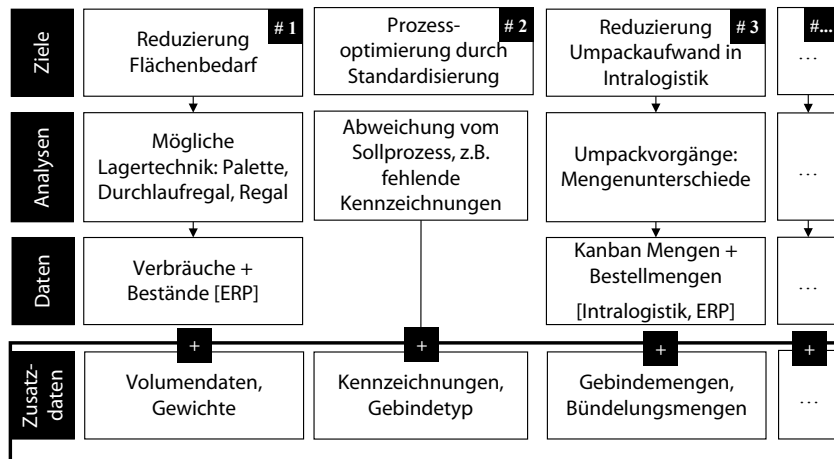 Ziele
Reduzierung
Flächenbedarf
# 1
Prozess-
optimierung durch
Standardisierung
# 2
Reduzierung
Umpackaufwand in
Intralogistik
# 3
...
#...
Analysen
Mögliche
Lagertechnik: Palette,
Durchlaufregal, Regal
Abweichung vom
Sollprozess, z.B.
fehlende
Kennzeichnungen
Umpackvorgänge:
Mengenunterschiede
...
Daten
Verbräuche +
Bestände [ERP]
Kanban Mengen +
Bestellmengen
[Intralogistik, ERP]
...
+
+
+
+
Zusatz-
daten
Volumendaten,
Gewichte
Kennzeichnungen,
Gebindetyp
Gebindemengen,
Bündelungsmengen
...